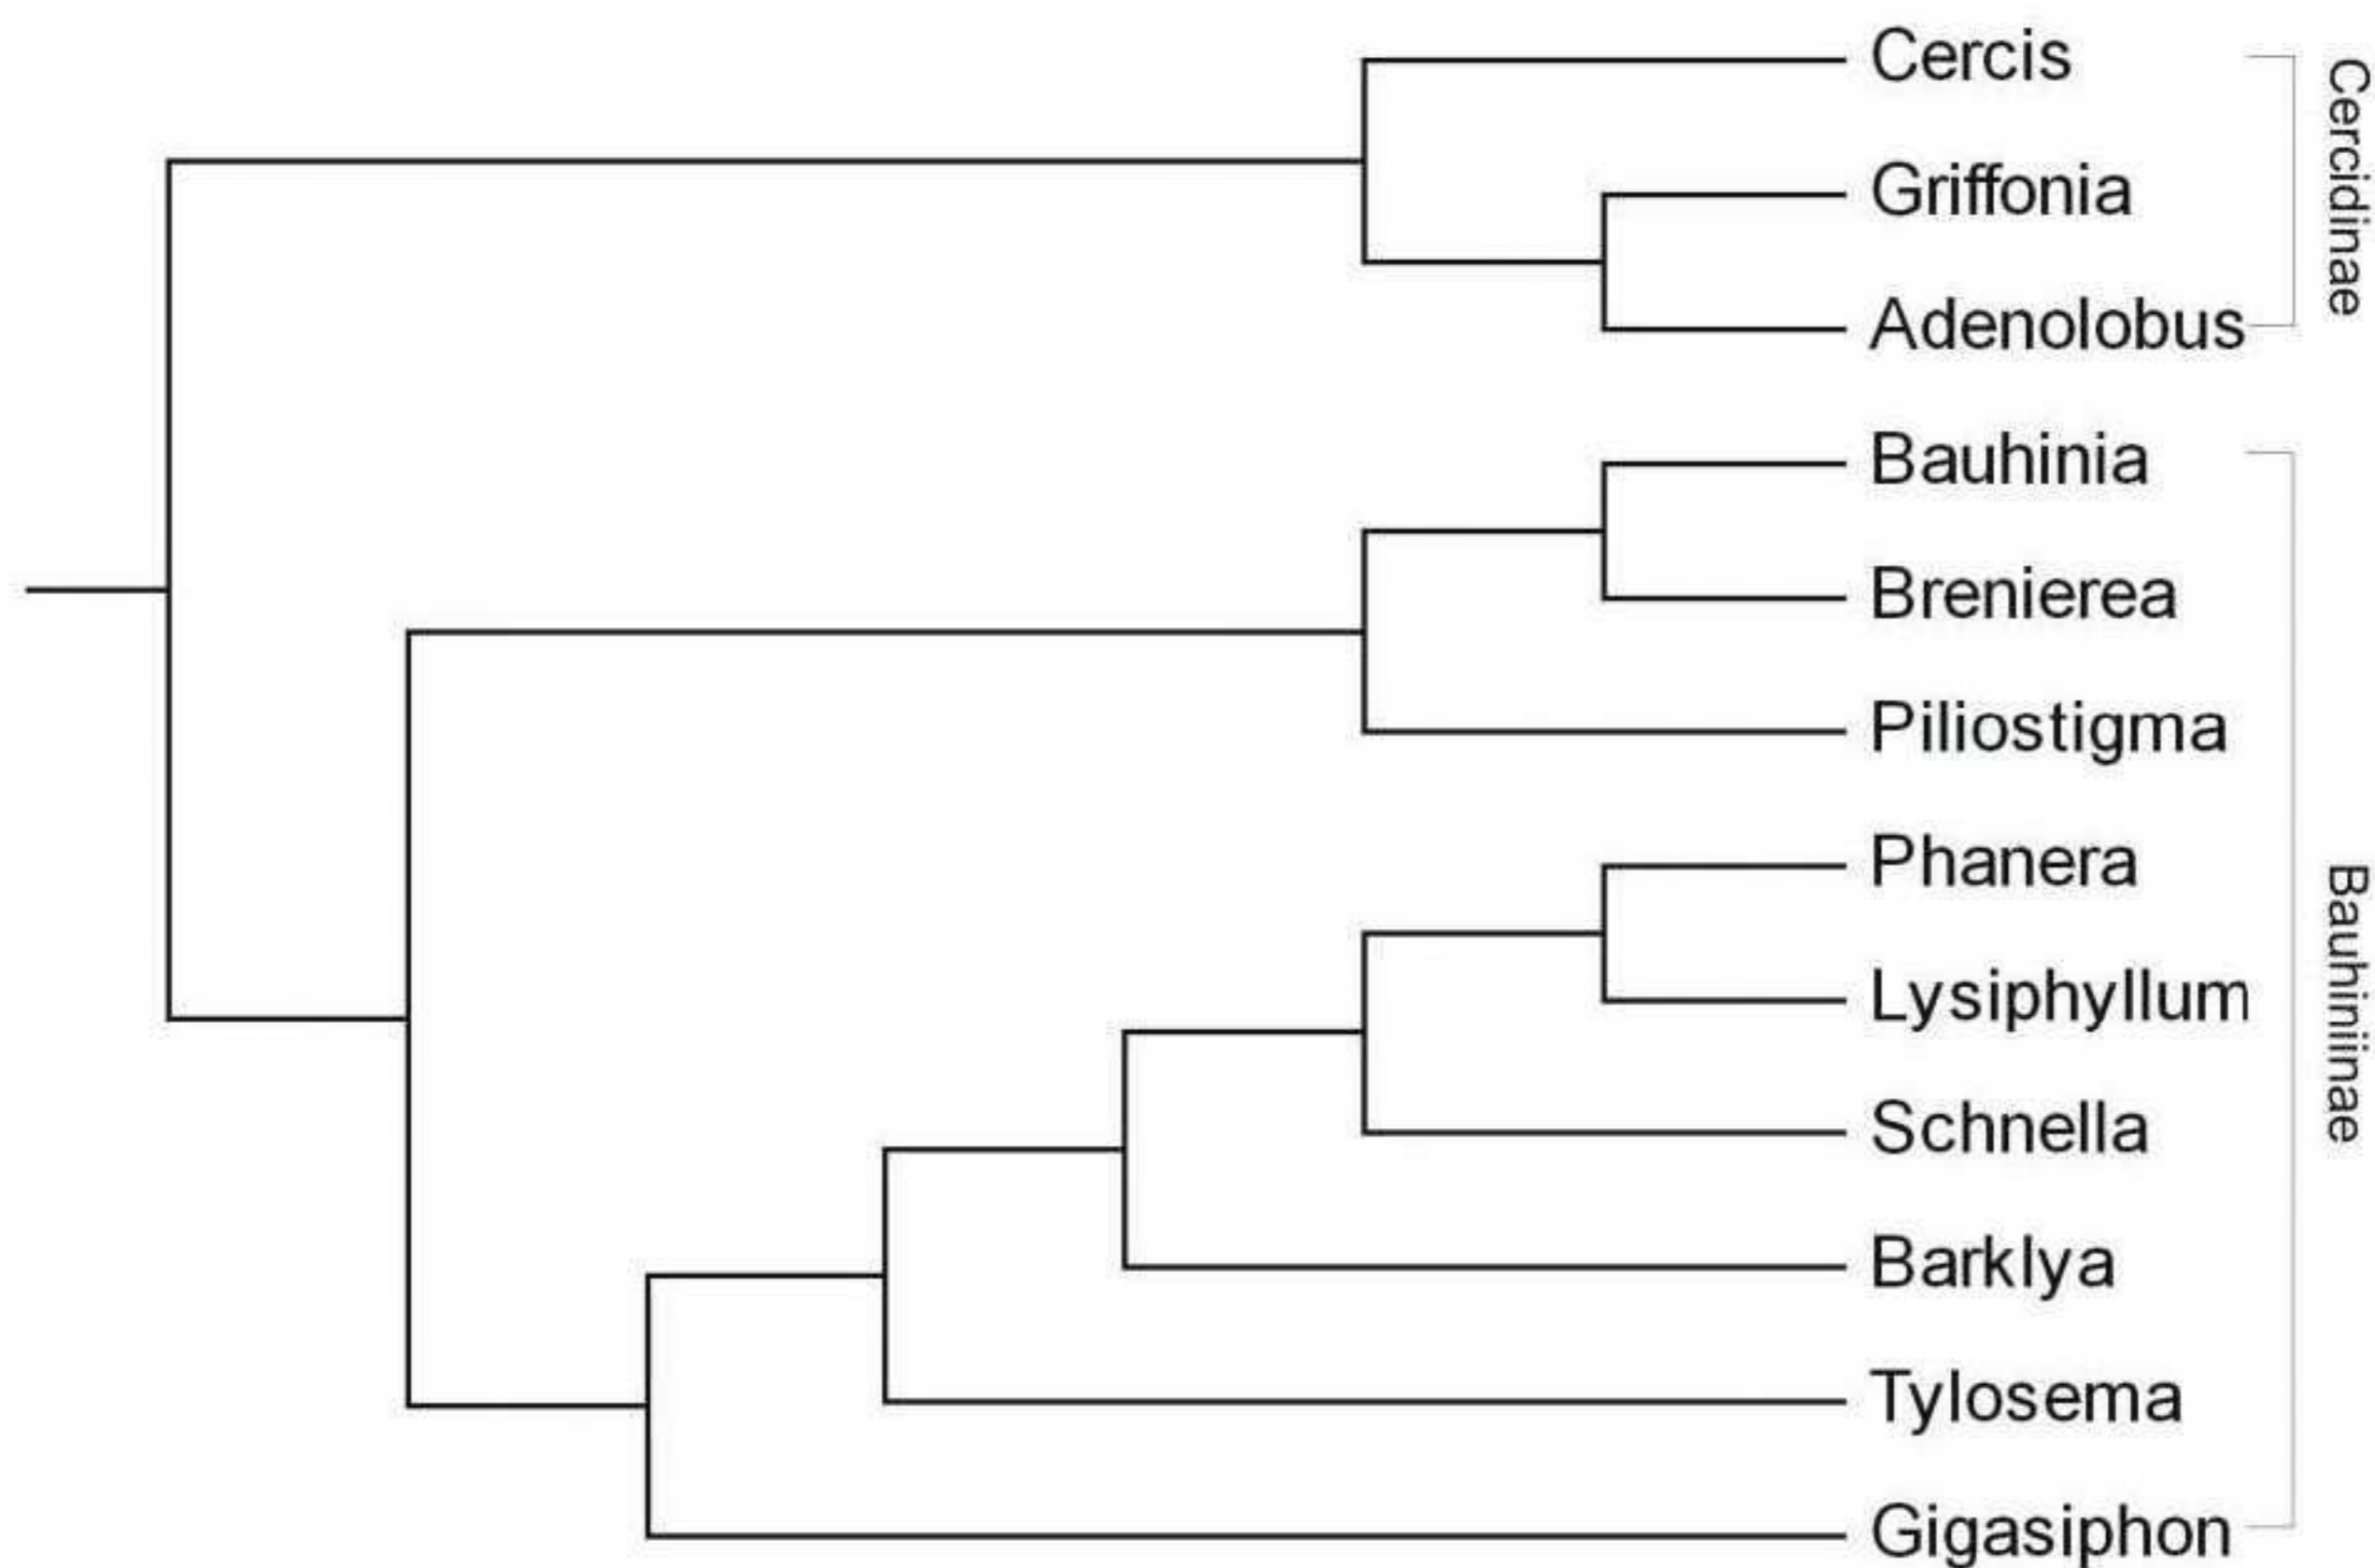 Cercis
Griffonia
Adenolobus
Cercidinae
Bauhinia
Brenierea
Piliostigma
Phanera
Lysiphyllum
Schnella
Barklya
Tylosema
Gigasiphon
Bauhiniinae